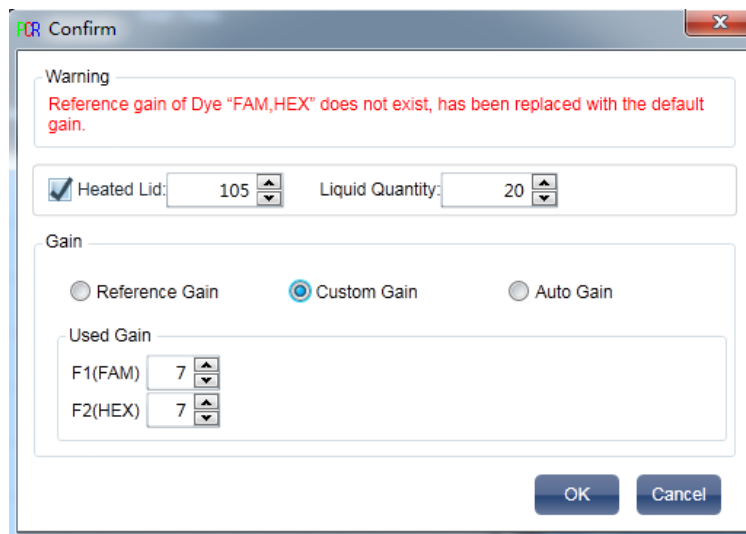 PCR Confirm
X
Warning
Reference gain of Dye “FAM,HEX” does not exist, has been replaced with the default
gain.
Heated Lid: 105 Liquid Quantity: 20
Gain
Reference Gain Custom Gain Auto Gain
Used Gain
F1(FAM) 7
F2(HEX) 7
OK Cancel